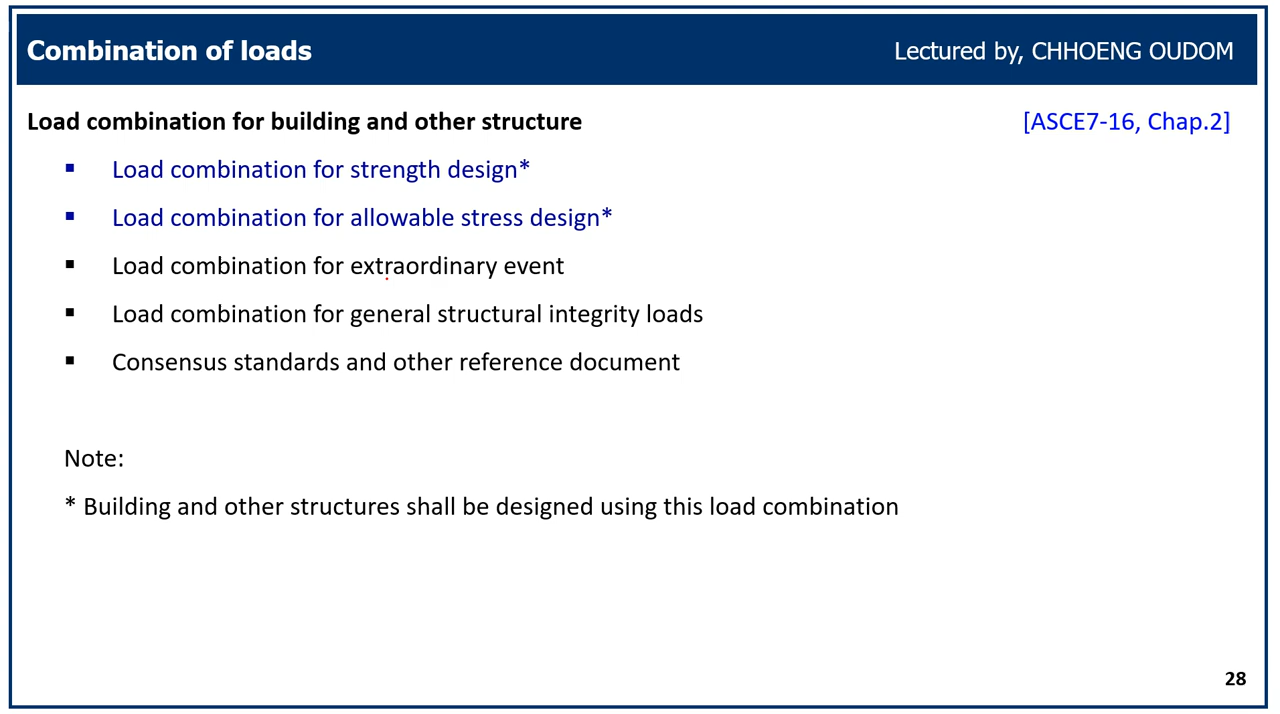 Combination of loads
Lectured by, CHHOENG OUDOM
Load combination for building and other structure
[ASCE7-16, Chap.2]
▪ Load combination for strength design*
▪ Load combination for allowable stress design*
▪ Load combination for extraordinary event
▪ Load combination for general structural integrity loads
▪ Consensus standards and other reference document
Note:
* Building and other structures shall be designed using this load combination
28